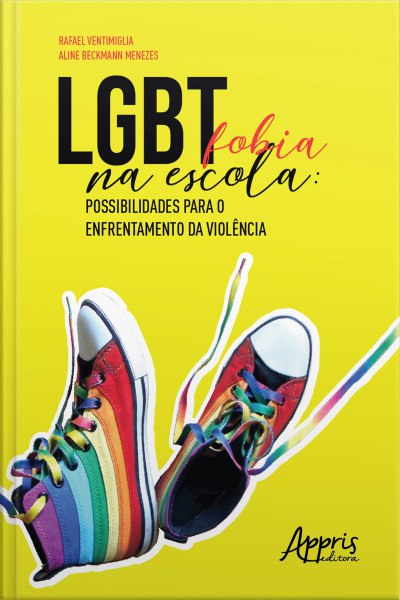 RAFAEL VENTIMIGLIA
ALINE BECKMANN MENEZES
LGBTfobia
na escola:
POSSIBILIDADES PARA O
ENFRENTAMENTO DA VIOLÊNCIA
Appris
editora